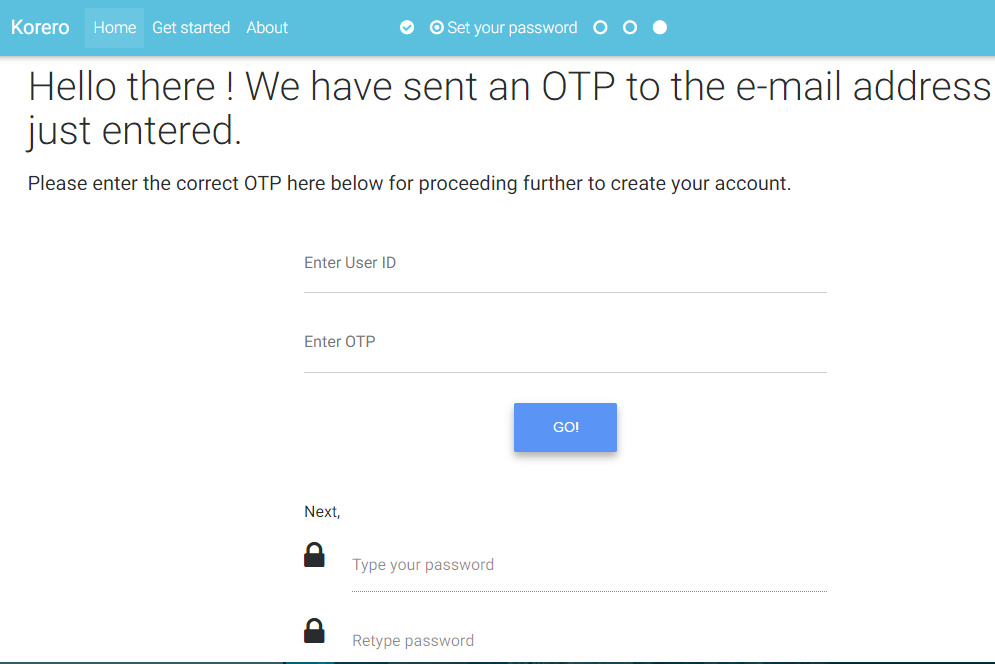 Korero Home Get started About Set your password
Hello there ! We have sent an OTP to the e-mail address
just entered.
Please enter the correct OTP here below for proceeding further to create your account.
Enter User ID
Enter OTP
GO!
Next,
Type your password
Retype password